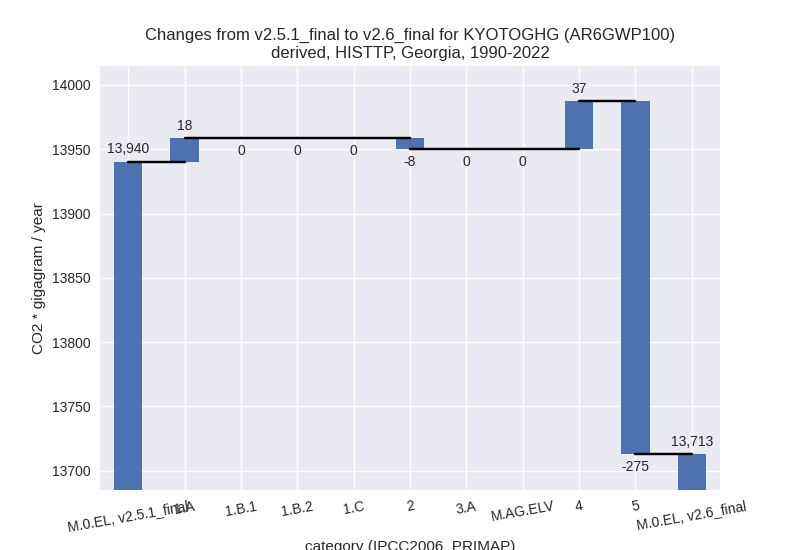 Changes from v2.5.1_final to v2.6_final for KYOTOGHG (AR6GWP100)
derived, HISTTP, Georgia, 1990-2022
CO2 * gigagram / year
14000
13950
13900
13850
13800
13750
13700
13,940
18
0
0
0
-8
0
0
37
-275
13,713
M.0.EL, v2.5.1_final
1.A
1.B.1
1.B.2
1.C
2
3.A
M.AG.ELV
4
5
M.0.EL, v2.6_final
category (IPCC2006_PRIMAP)